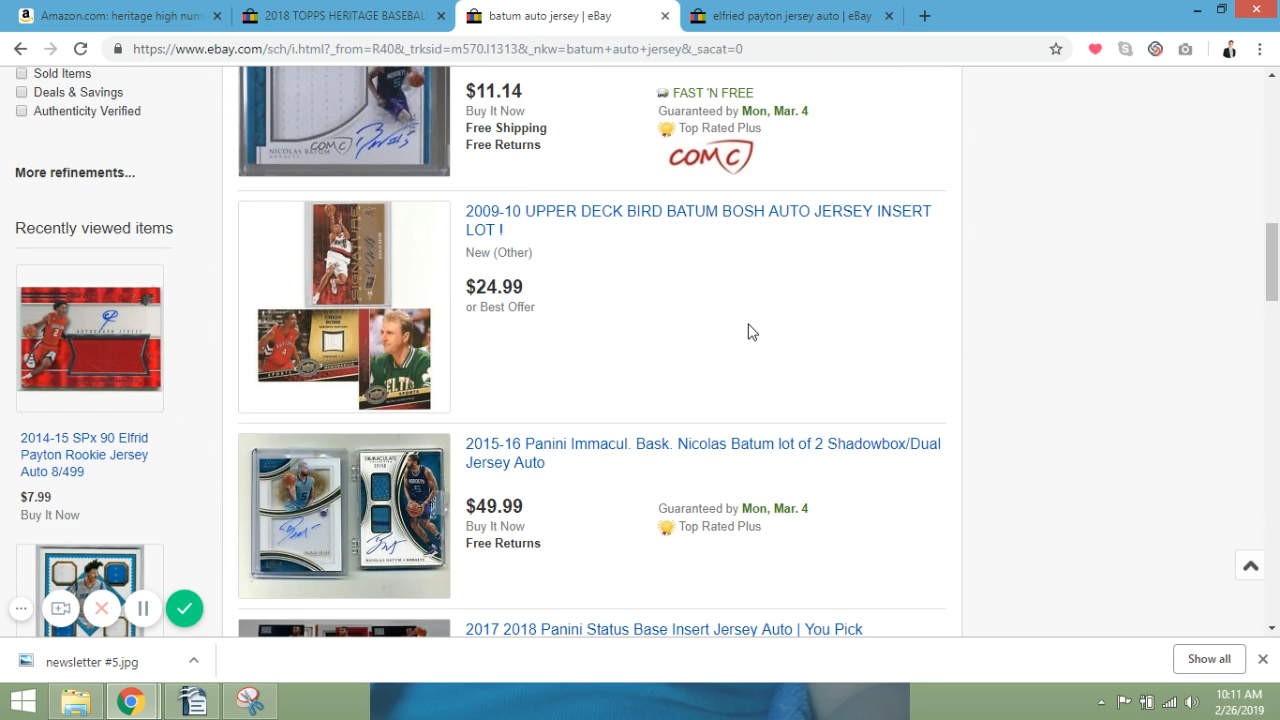 Amazon.com: heritage high num
2018 TOPPS HERITAGE BASEBAL
batum auto jersey | eBay
elfried payton jersey auto | eBay
https://www.ebay.com/sch/i.html?_from=R40&_trksid=m570.l1313&_nkw=batum+auto+jersey&_sacat=0
Sold Items
Deals & Savings
Authenticity Verified
More refinements...
Recently viewed items
2014-15 SPx 90 Elfrid
Payton Rookie Jersey
Auto 8/499
$7.99
Buy It Now
NICOLAS BATUM
HORNETS
COMC
$11.14
Buy It Now
Free Shipping
Free Returns
FAST 'N FREE
Guaranteed by Mon, Mar. 4
Top Rated Plus
COMC
SIGNATURE
CELTIC
SPORTS
2009-10 UPPER DECK BIRD BATUM BOSH AUTO JERSEY INSERT
LOT !
New (Other)
$24.99
or Best Offer
2015-16 Panini Immacul. Bask. Nicolas Batum lot of 2 Shadowbox/Dual
Jersey Auto
$49.99
Buy It Now
Free Returns
Guaranteed by Mon, Mar. 4
Top Rated Plus
2017 2018 Panini Status Base Insert Jersey Auto | You Pick
newsletter #5.jpg
Show all
10:11 AM
2/26/2019